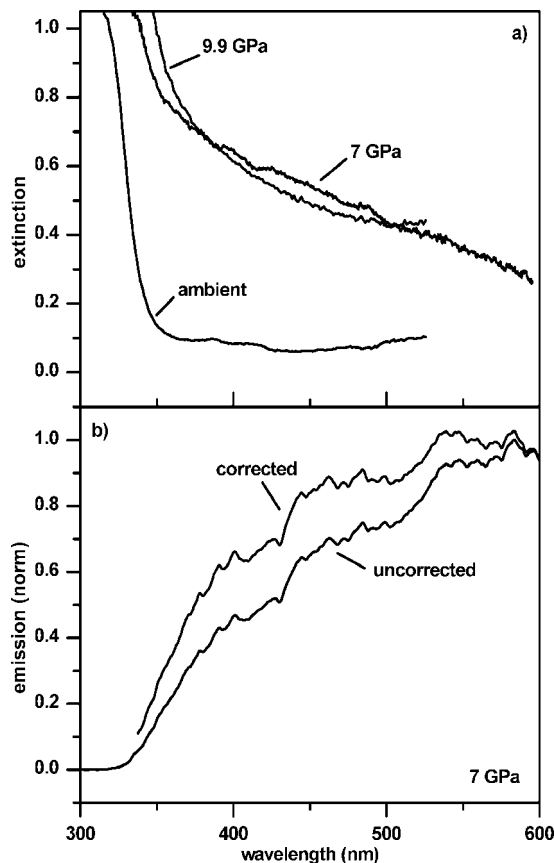 1.0
a)
9.9 GPa
0.8
0.6
7 GPa
extinction
0.4
ambient
0.2
0.0
b)
1.0
corrected
0.8
0.6
uncorrected
emission (norm)
0.4
0.2
0.0
7 GPa
300 400 500 600
wavelength (nm)